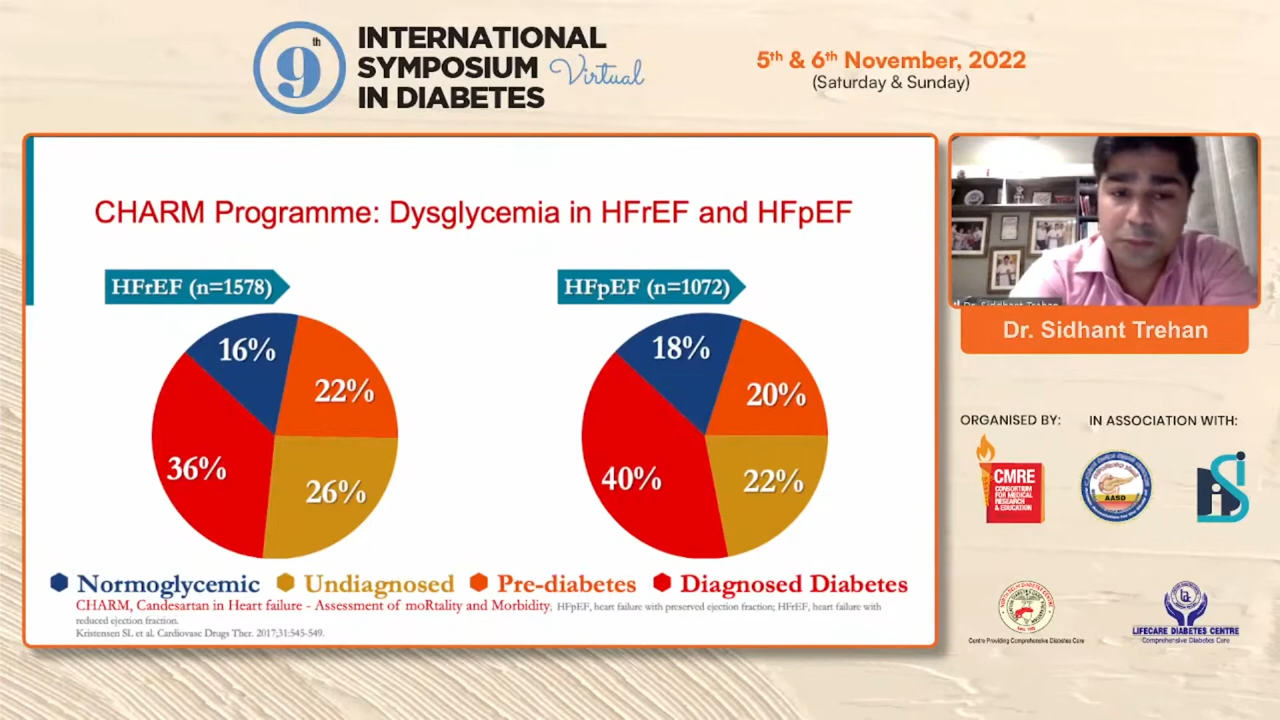 9th
INTERNATIONAL
SYMPOSIUM Virtual
IN DIABETES
5th & 6th November, 2022
(Saturday & Sunday)
CHARM Programme: Dysglycemia in HFrEF and HFpEF
HFrEF (n=1578)
HFpEF (n=1072)
16%
22%
36%
26%
18%
20%
40%
22%
Normoglycemic Undiagnosed Pre-diabetes Diagnosed Diabetes
CHARM, Candesartan in Heart failure - Assessment of moRtality and Morbidity; HFpEF, heart failure with preserved ejection fraction; HFrEF, heart failure with
reduced ejection fraction.
Kristensen SL et al. Cardiovasc Drugs Ther. 2017;31:545-549.
Dr. Siddhant Trehan
Dr. Sidhant Trehan
ORGANISED BY:
IN ASSOCIATION WITH:
CMRE
CONSORTIUM
FOR MEDICAL
RESEARCH
& EDUCATION
AASD
Centre Providing Comprehensive Diabetes Care
LIFECARE DIABETES CENTRE
Comprehensive Diabetes Care